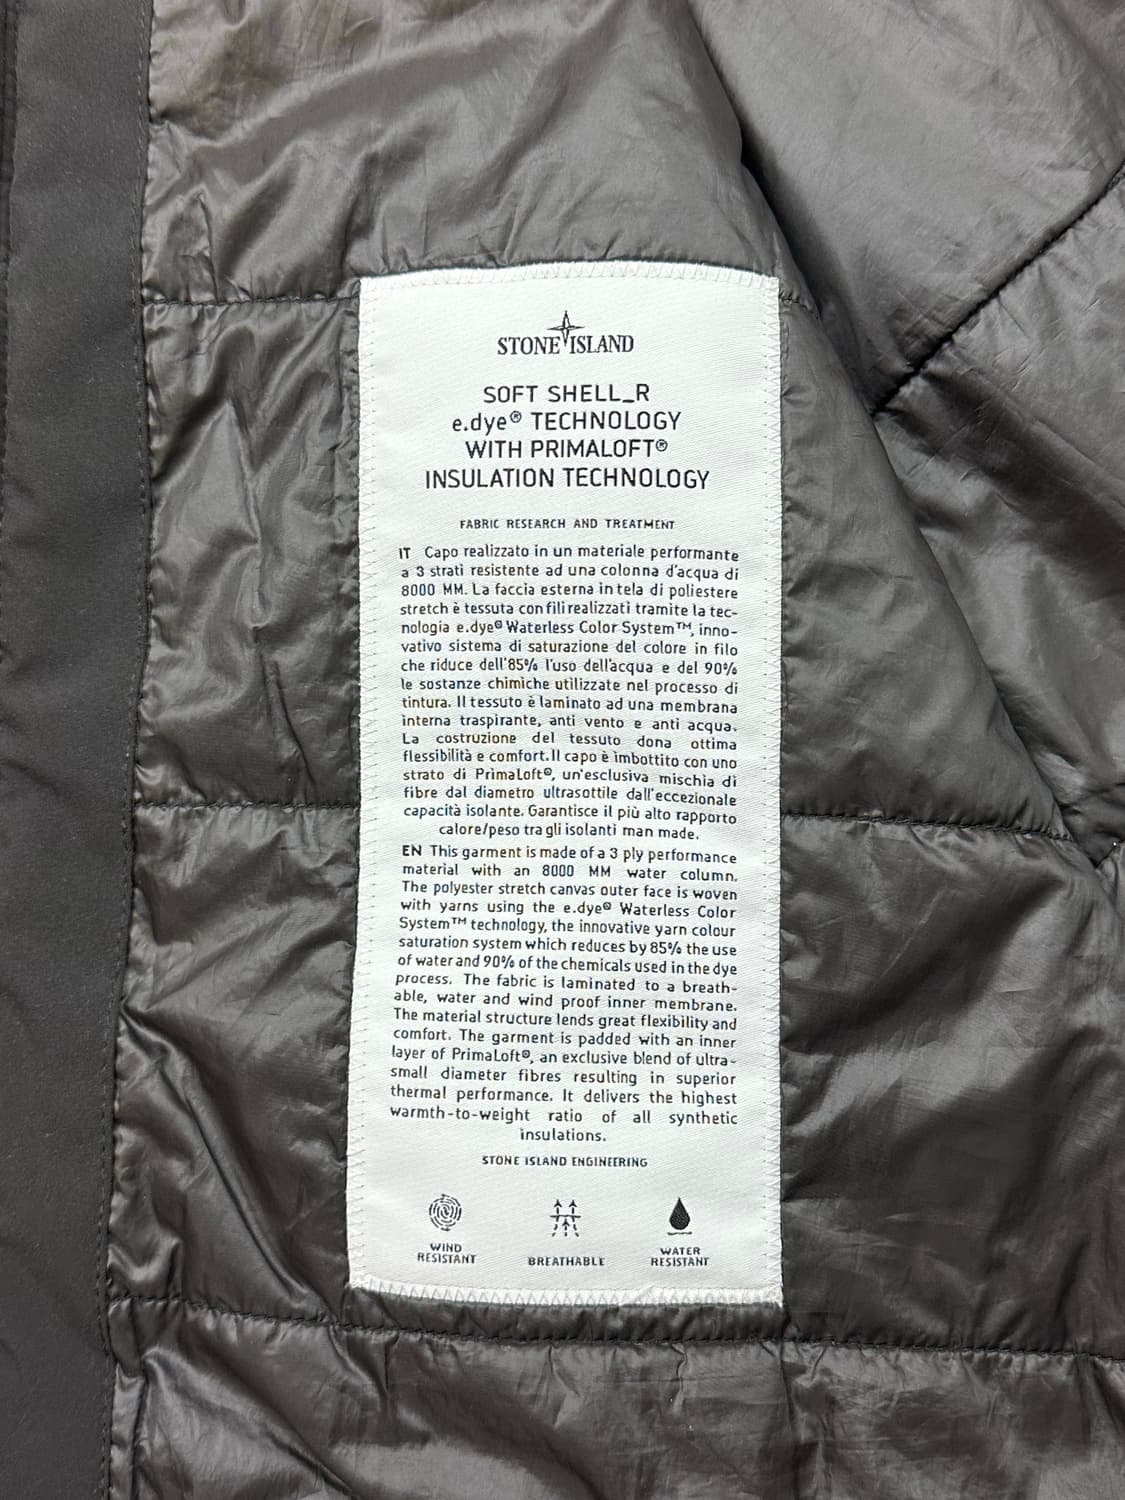 STONE ISLAND
SOFT SHELL_R
e.dye® TECHNOLOGY
WITH PRIMALOFT®
INSULATION TECHNOLOGY
FABRIC RESEARCH AND TREATMENT
IT Capo realizzato in un materiale performante
a 3 strati resistente ad una colonna d'acqua di
8000 MM. La faccia esterna in tela di poliestere
stretch è tessuta con fili realizzati tramite la tec-
nologia e.dye® Waterless Color System™, inno-
vativo sistema di saturazione del colore in filo
che riduce dell'85% l'uso dell'acqua e del 90%
le sostanze chimiche utilizzate nel processo di
tintura. Il tessuto è laminato ad una membrana
interna traspirante, anti vento e anti acqua.
La costruzione del tessuto dona ottima
flessibilità e comfort. Il capo è imbottito con uno
strato di PrimaLoft®, un'esclusiva mischia di
fibre dal diametro ultrasottile dall'eccezionale
capacità isolante. Garantisce il più alto rapporto
calore/peso tra gli isolanti man made.
EN This garment is made of a 3 ply performance
material with an 8000 MM water column.
The polyester stretch canvas outer face is woven
with yarns using the e.dye® Waterless Color
System™ technology, the innovative yarn colour
saturation system which reduces by 85% the use
of water and 90% of the chemicals used in the dye
process. The fabric is laminated to a breath-
able, water and wind proof inner membrane.
The material structure lends great flexibility and
comfort. The garment is padded with an inner
layer of PrimaLoft®, an exclusive blend of ultra-
small diameter fibres resulting in superior
thermal performance. It delivers the highest
warmth-to-weight ratio of all synthetic
insulations.
STONE ISLAND ENGINEERING
WIND
RESISTANT
BREATHABLE
WATER
RESISTANT